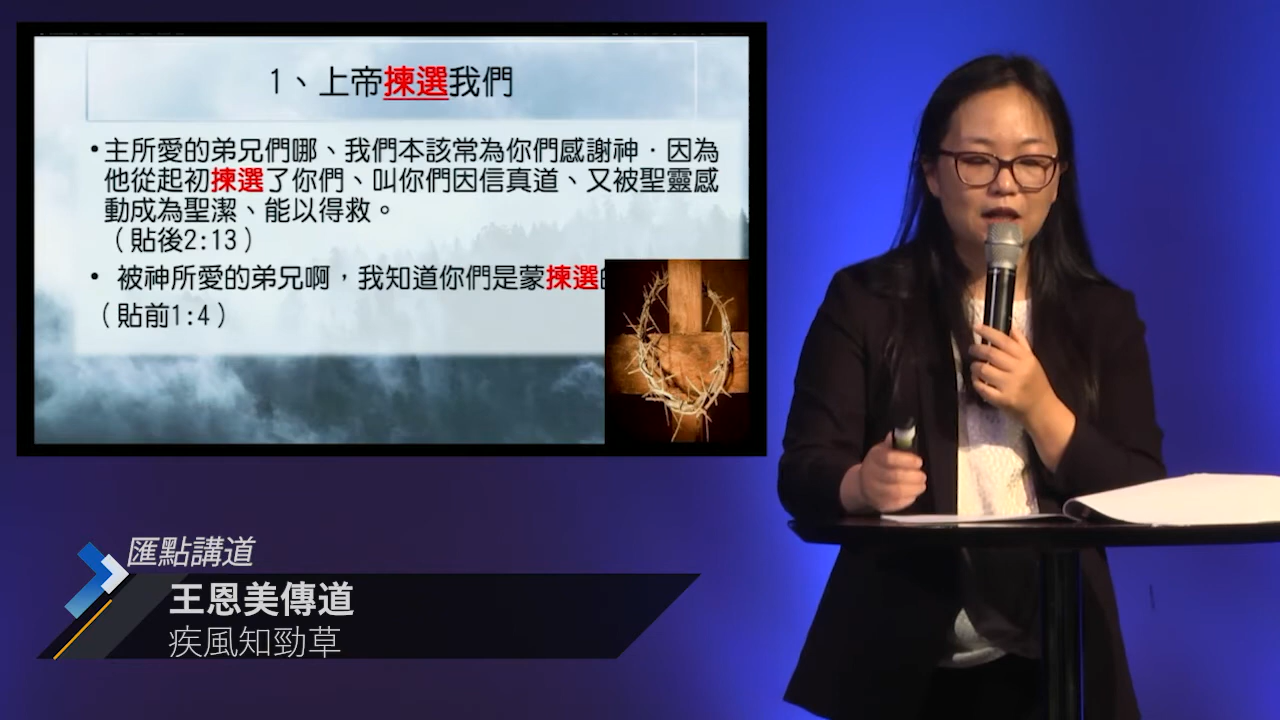 1、上帝揀選我們
•主所愛的弟兄們哪、我們本該常為你們感謝神．因為
他從起初揀選了你們、叫你們因信真道、又被聖靈感
動成為聖潔、能以得救。
（貼後2:13）
• 被神所愛的弟兄啊，我知道你們是蒙揀選
（貼前1:4）
匯點講道
王恩美傳道
疾風知勁草